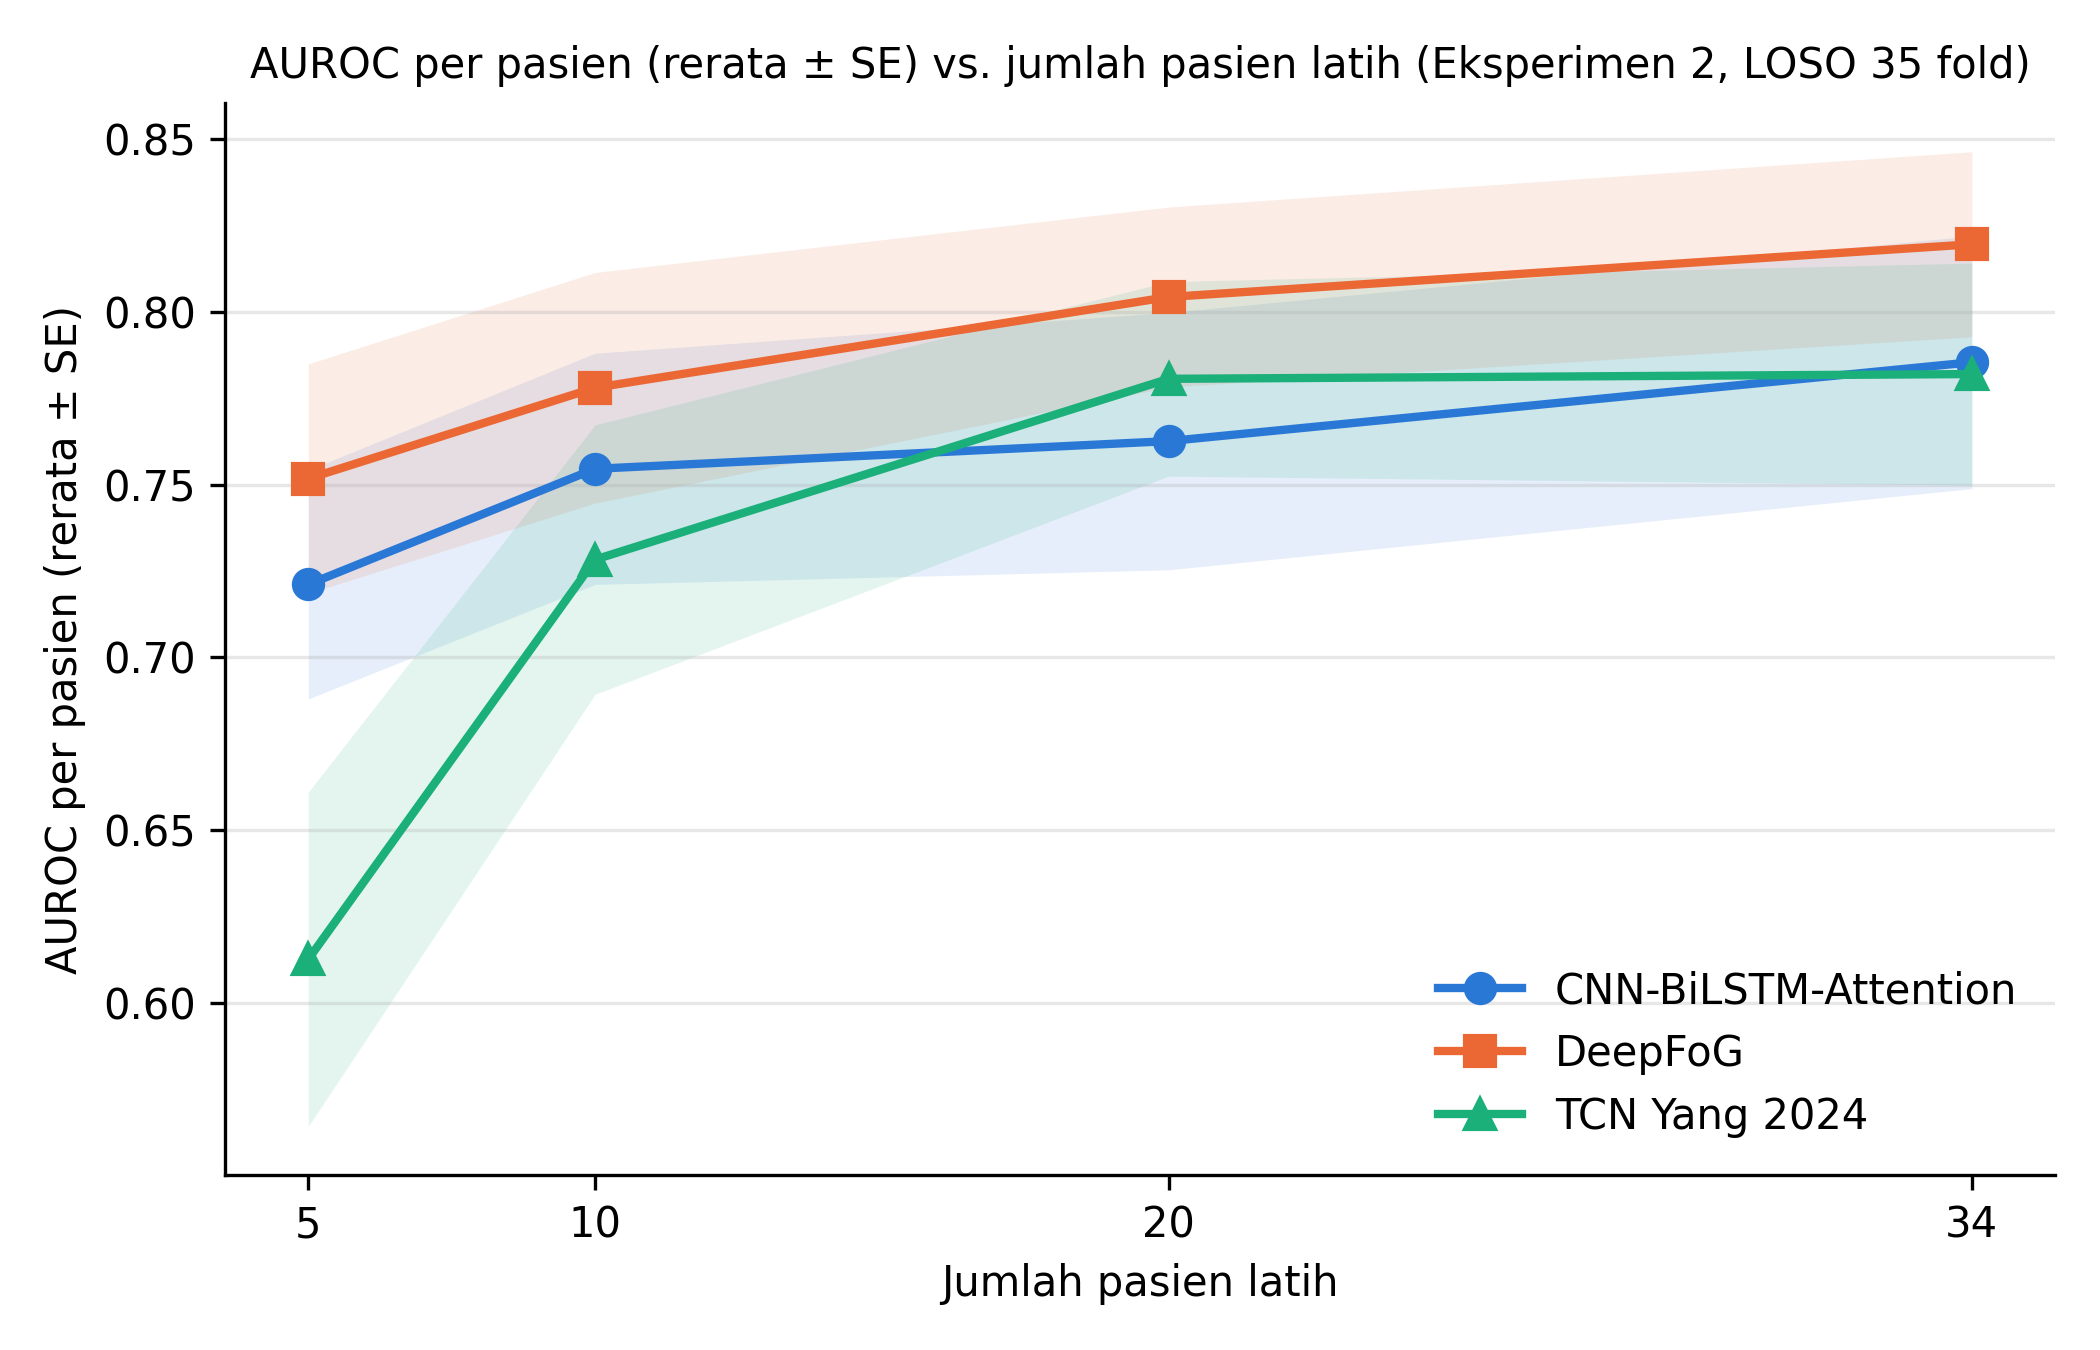 AUROC per pasien (rerata ± SE) vs. jumlah pasien latih (Eksperimen 2, LOSO 35 fold)
AUROC per pasien (rerata ± SE)
0.85
0.80
0.75
0.70
0.65
0.60
CNN-BiLSTM-Attention
DeepFoG
TCN Yang 2024
5 10 20 34
Jumlah pasien latih